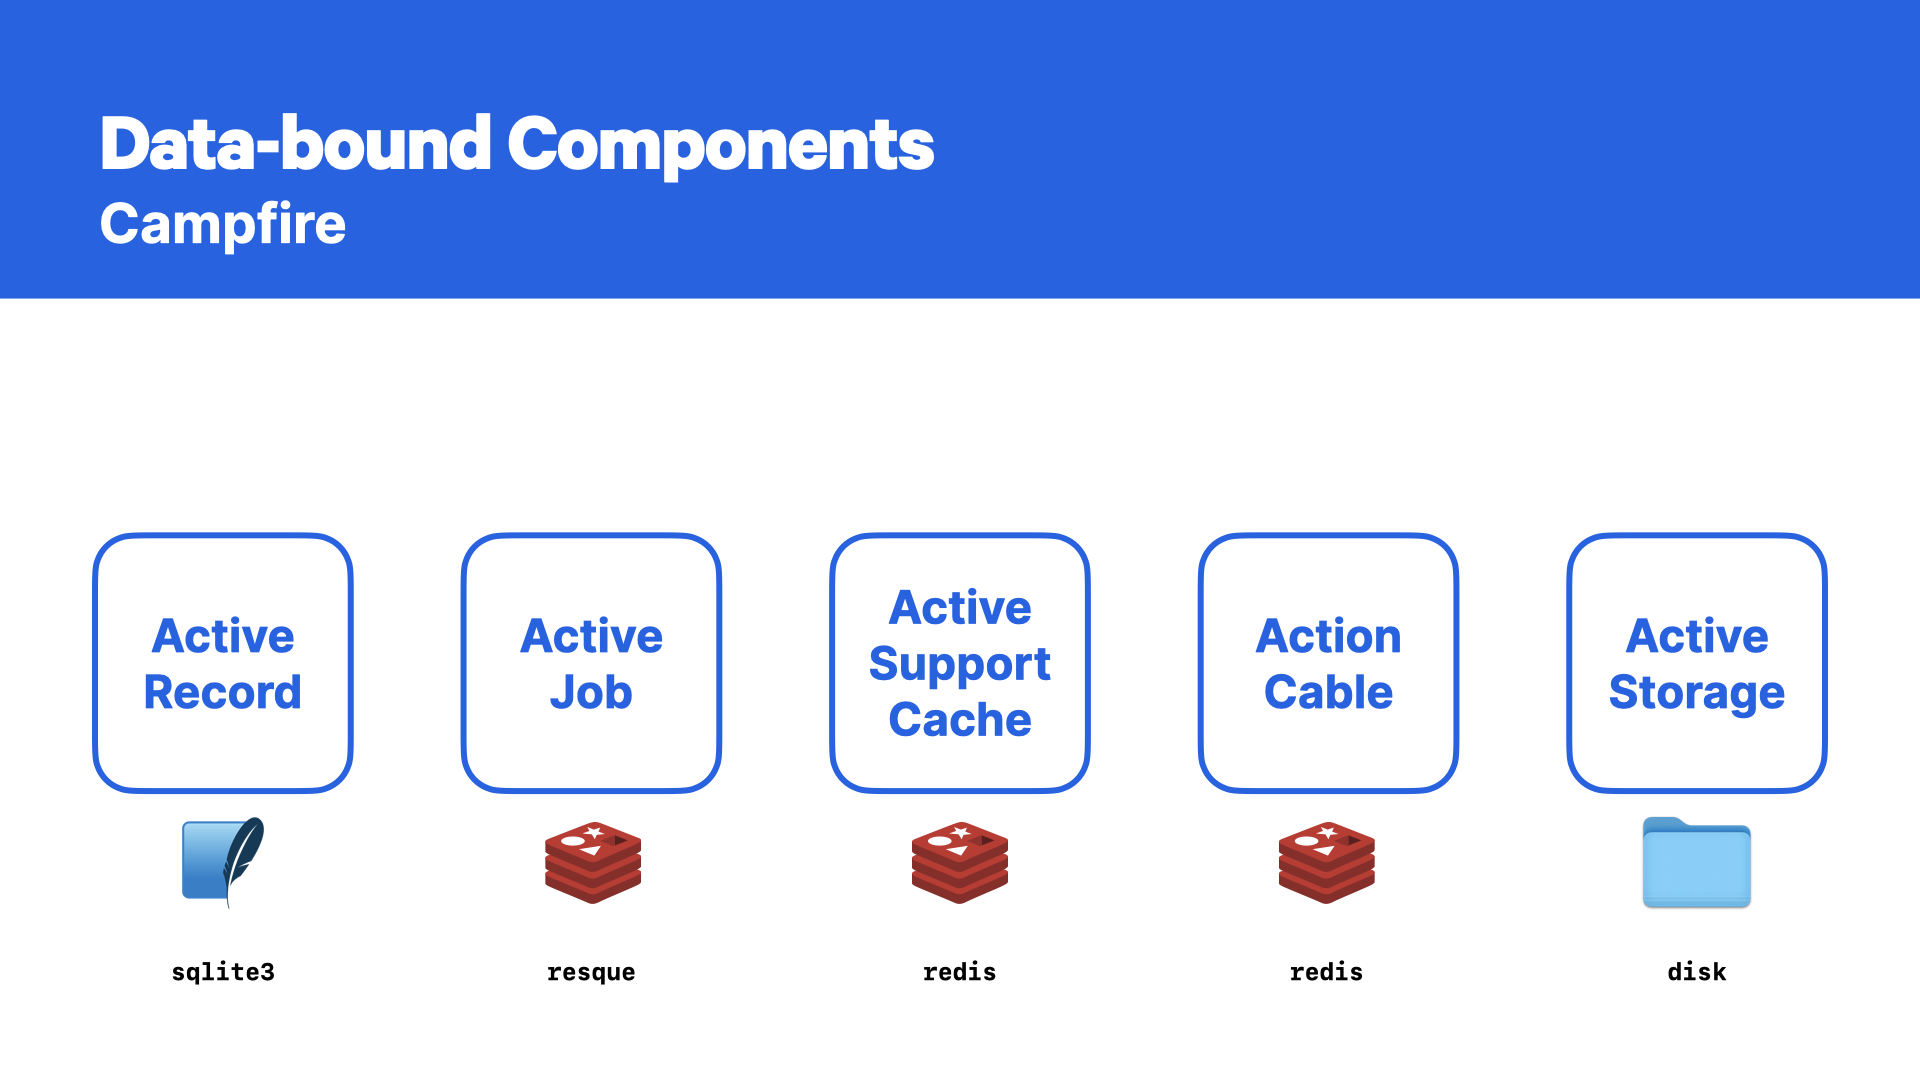 Data-bound Components
Campfire
Active
Record
Active
Job
Active
Support
Cache
Action
Cable
Active
Storage
sqlite3
resque
redis
redis
disk